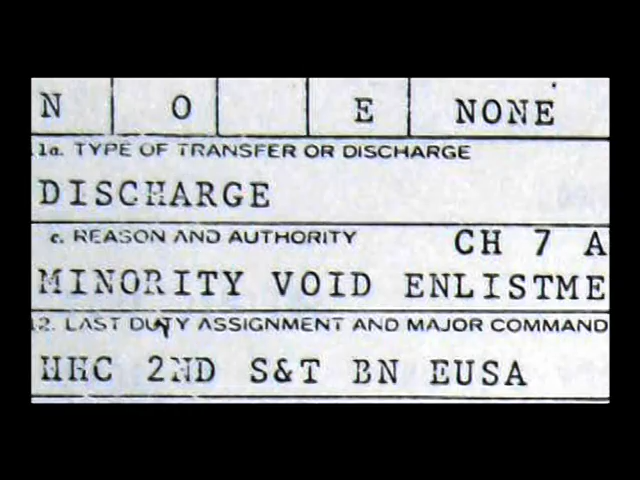 N O E NONE
11a. TYPE OF TRANSFER OR DISCHARGE
DISCHARGE
c. REASON AND AUTHORITY CH 7 A
MINORITY VOID ENLISTME
12. LAST DUTY ASSIGNMENT AND MAJOR COMMAND
HHC 2ND S&T BN EUSA